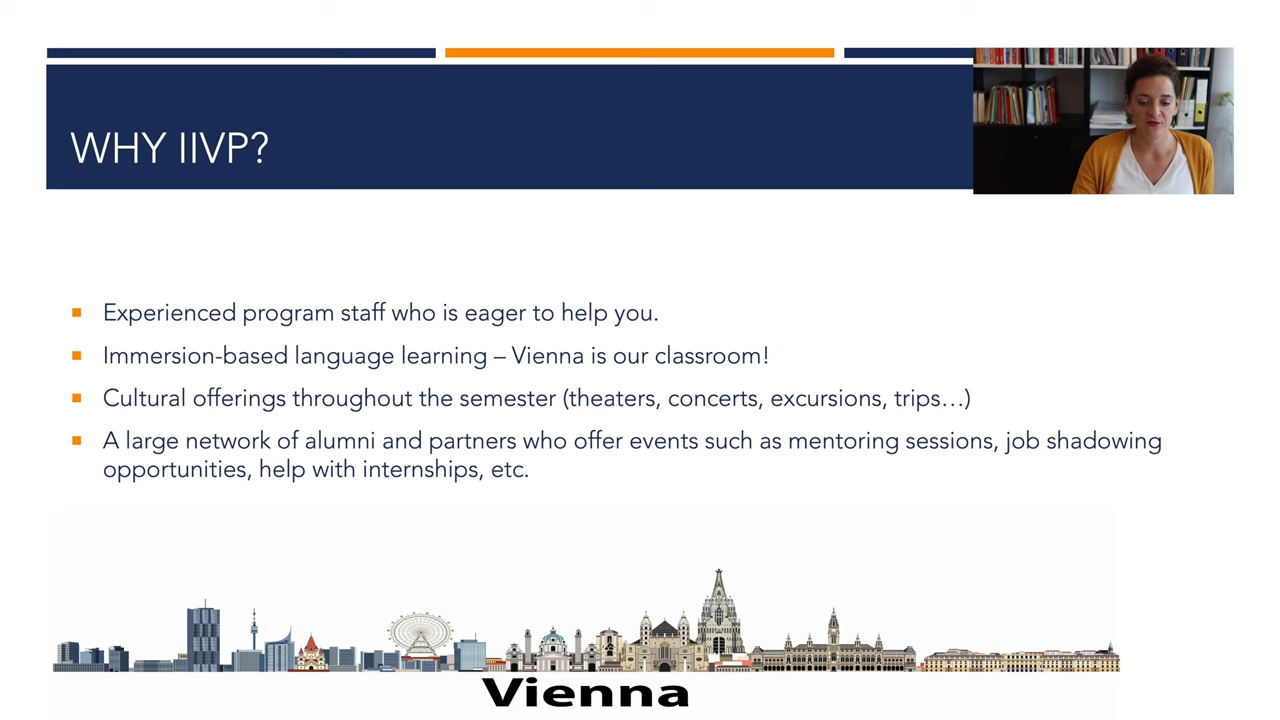 WHY IIVP?
Experienced program staff who is eager to help you.
Immersion-based language learning – Vienna is our classroom!
Cultural offerings throughout the semester (theaters, concerts, excursions, trips…)
A large network of alumni and partners who offer events such as mentoring sessions, job shadowing
opportunities, help with internships, etc.
Vienna